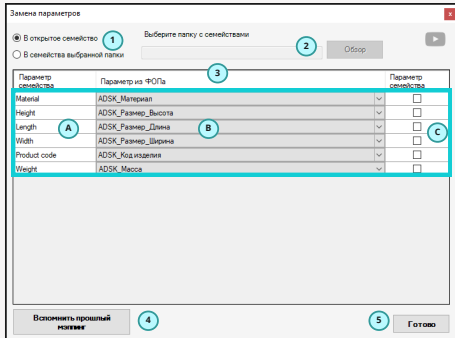 Замена параметров
x
В открытое семейство
1
Выберите папку с семействами
В семейства выбранной папки
2
Обзор
3
Параметр семейства
Параметр из ФОПа
Параметр семейства
Material
ADSK_Материал
Height
ADSK_Размер_Высота
Length
A
ADSK_Размер_Длина
B
C
Width
ADSK_Размер_Ширина
Product code
ADSK_Код изделия
Weight
ADSK_Масса
Вспомнить прошлый
мэппинг
4
5
Готово